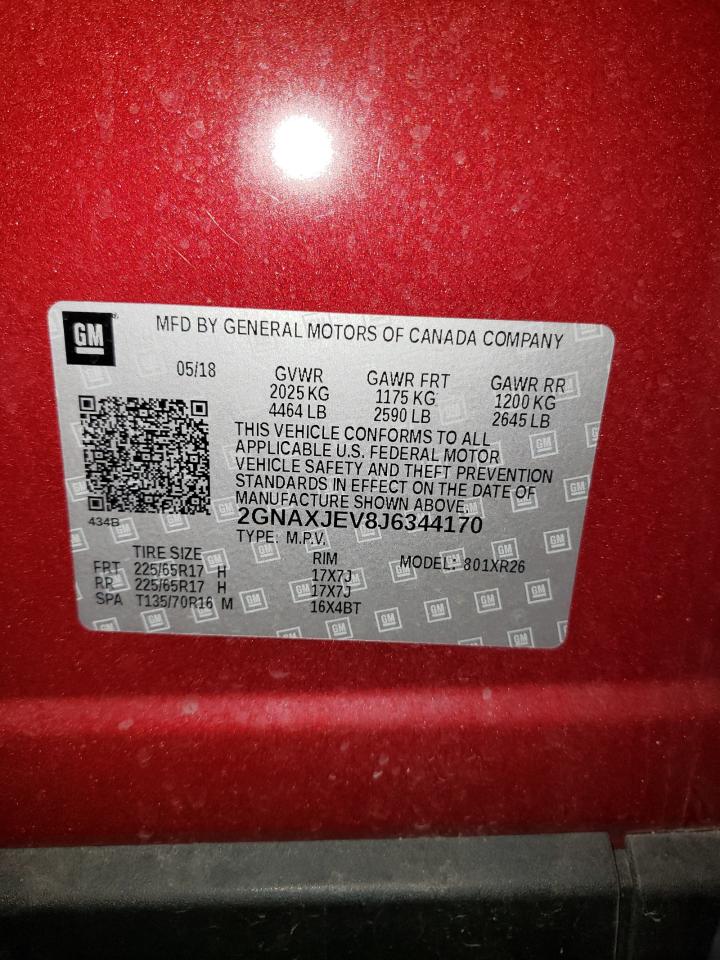 GM
MFD BY GENERAL MOTORS OF CANADA COMPANY
05/18
GVWR GAWR FRT GAWR RR
2025 KG 1175 KG 1200 KG
4464 LB 2590 LB 2645 LB
THIS VEHICLE CONFORMS TO ALL
APPLICABLE U.S. FEDERAL MOTOR
VEHICLE SAFETY AND THEFT PREVENTION
STANDARDS IN EFFECT ON THE DATE OF
MANUFACTURE SHOWN ABOVE.
434B
2GNAXJEV8J6344170
TYPE: M.P.V.
TIRE SIZE RIM MODEL: 801XR26
FRT 225/65R17 H 17X7J
RR 225/65R17 H 17X7J
SPA T135/70R16 M 16X4BT